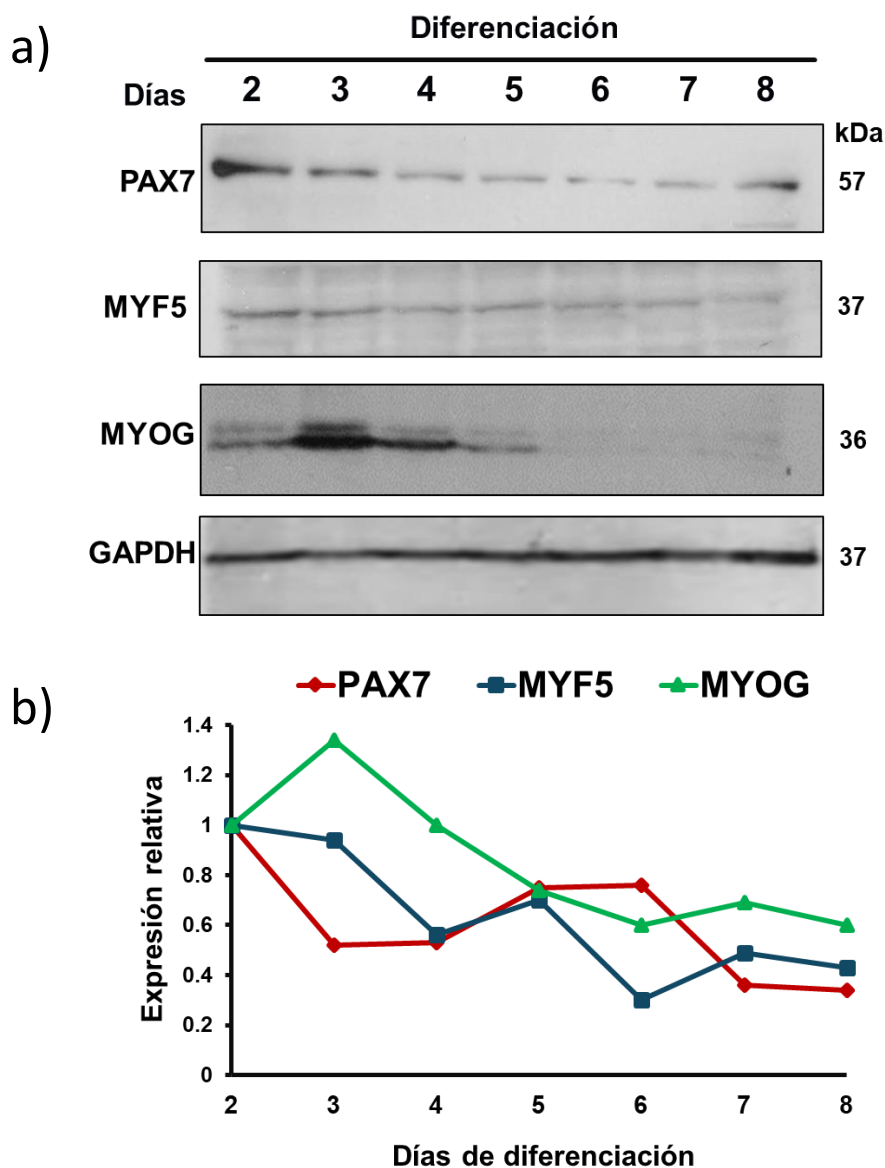 a)
Diferenciación
Días 2 3 4 5 6 7 8
kDa
PAX7 57
MYF5 37
MYOG 36
GAPDH 37
b)
PAX7 MYF5 MYOG
1.4
1.2
1
0.8
0.6
0.4
0.2
0
Expresión relativa
2 3 4 5 6 7 8
Días de diferenciación